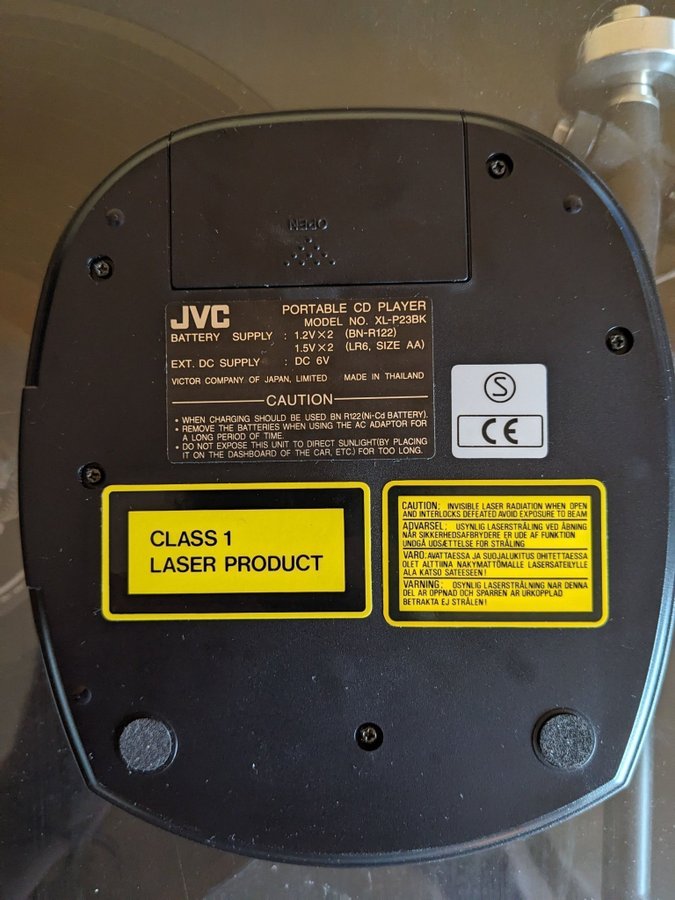 OPEN
JVC
PORTABLE CD PLAYER
MODEL NO. XL-P23BK
BATTERY SUPPLY : 1.2V×2 (BN-R122)
1.5V×2 (LR6, SIZE AA)
EXT. DC SUPPLY : DC 6V
VICTOR COMPANY OF JAPAN, LIMITED MADE IN THAILAND
CAUTION
• WHEN CHARGING SHOULD BE USED BN R122(Ni-Cd BATTERY).
• REMOVE THE BATTERIES WHEN USING THE AC ADAPTOR FOR
A LONG PERIOD OF TIME.
• DO NOT EXPOSE THIS UNIT TO DIRECT SUNLIGHT(BY PLACING
IT ON THE DASHBOARD OF THE CAR, ETC.) FOR TOO LONG.
S
CE
CLASS 1
LASER PRODUCT
CAUTION: INVISIBLE LASER RADIATION WHEN OPEN
AND INTERLOCKS DEFEATED AVOID EXPOSURE TO BEAM
ADVARSEL: USYNLIG LASERSTRÅLING VED ÅBNING
NÅR SIKKERHEDSAFBRYDERE ER UDE AF FUNKTION
UNDGÅ UDSÆTTELSE FOR STRÅLING
VARO: AVATTAESSA JA SUOJALUKITUS OHITETTAESSA
OLET ALTTIINA NÄKYMÄTTÖMÄLLE LASERSÄTEILYLLE
ÄLÄ KATSO SÄTEESEEN!
VARNING: OSYNLIG LASERSTRÅLNING NÄR DENNA
DEL ÄR ÖPPNAD OCH SPÄRREN ÄR URKOPPLAD
BETRAKTA EJ STRÅLEN!